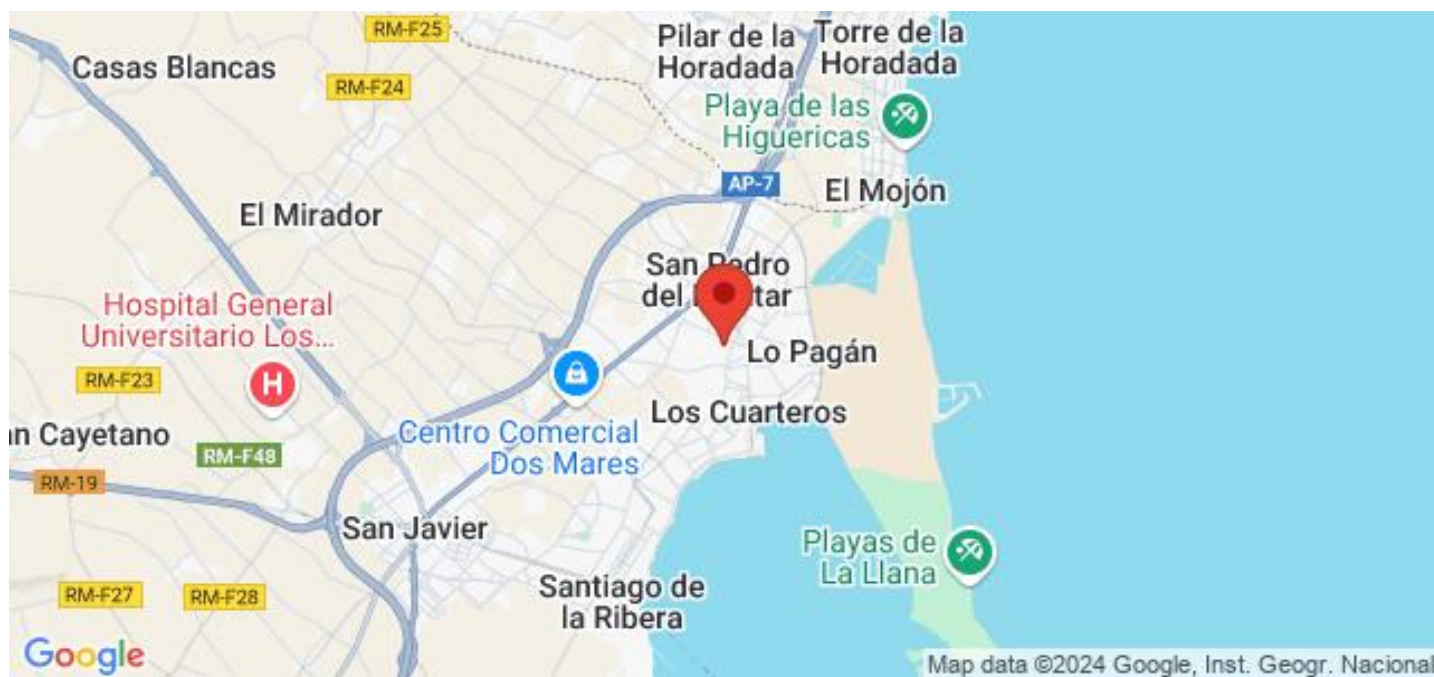 RM-F25
Pilar de la
Horadada
Torre de la
Horadada
Casas Blancas
RM-F24
Playa de las
Higuericas
AP-7
El Mojón
El Mirador
San Pedro
del
Hospital General
Universitario Los...
Lo Pagán
RM-F23
H
Los Cuarteros
n Cayetano
Centro Comercial
Dos Mares
RM-F48
RM-19
San Javier
Playas de
La Llana
RM-F27
RM-F28
Santiago de
la Ribera
Google
Map data ©2024 Google, Inst. Geogr. Nacional